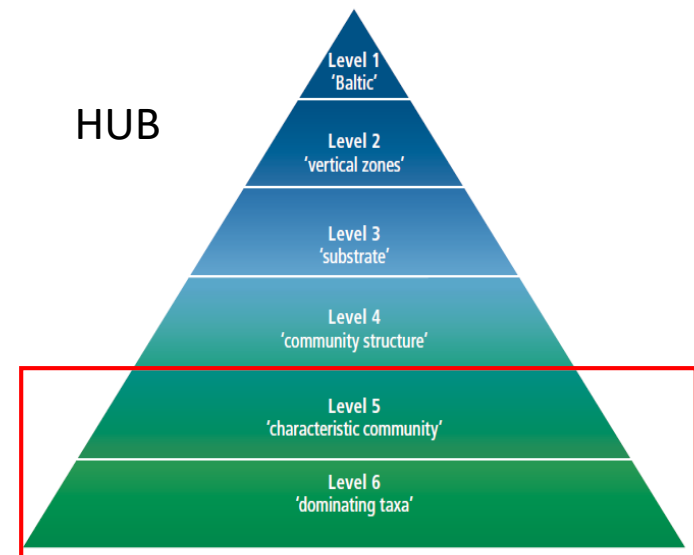 HUB
Level 1
'Baltic'
Level 2
'vertical zones'
Level 3
'substrate'
Level 4
'community structure'
Level 5
'characteristic community'
Level 6
'dominating taxa'